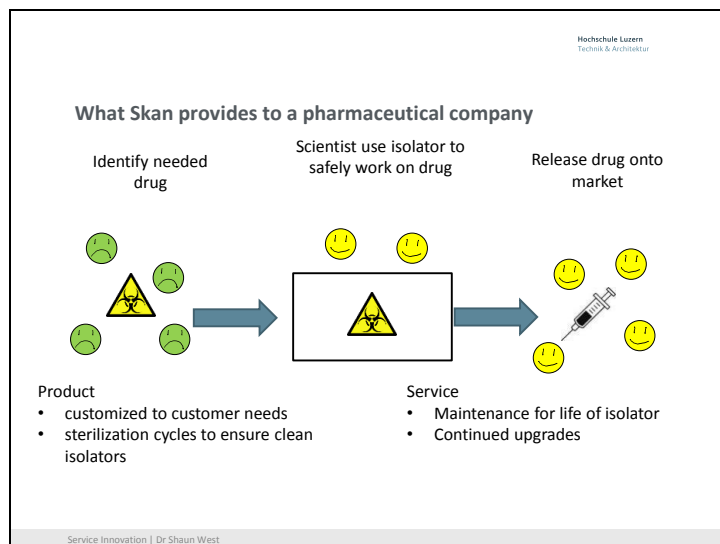 Hochschule Luzern
Technik & Architektur
What Skan provides to a pharmaceutical company
Identify needed
drug
Scientist use isolator to
safely work on drug
Release drug onto
market
Product
• customized to customer needs
• sterilization cycles to ensure clean
isolators
Service
• Maintenance for life of isolator
• Continued upgrades
Service Innovation | Dr Shaun West